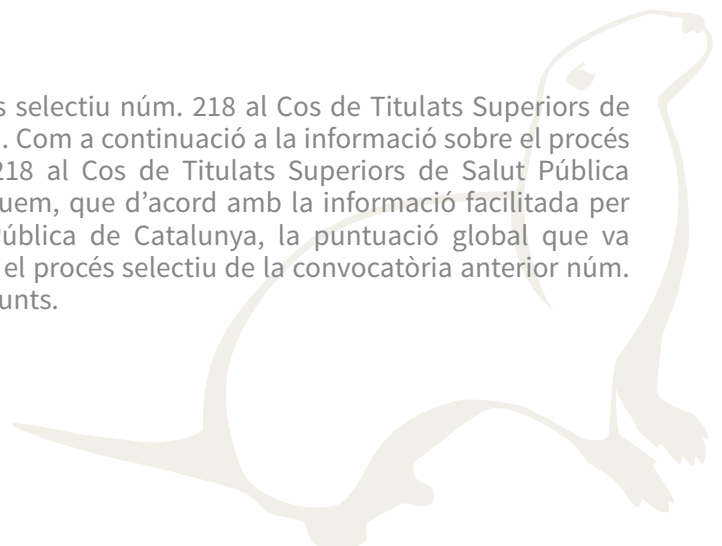 s selectiu núm. 218 al Cos de Titulats Superiors de
. Com a continuació a la informació sobre el procés
218 al Cos de Titulats Superiors de Salut Pública
uem, que d’acord amb la informació facilitada per
ública de Catalunya, la puntuació global que va
el procés selectiu de la convocatòria anterior núm.
unts.